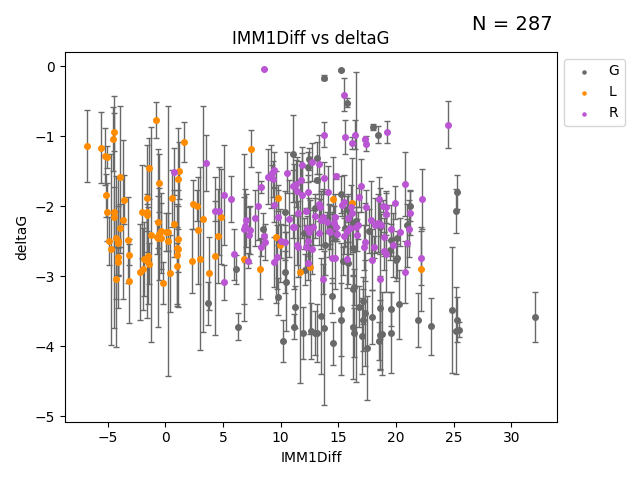 N = 287
IMM1Diff vs deltaG
G
L
R
0
−1
−2
−3
−4
−5
deltaG
−5 0 5 10 15 20 25 30
IMM1Diff